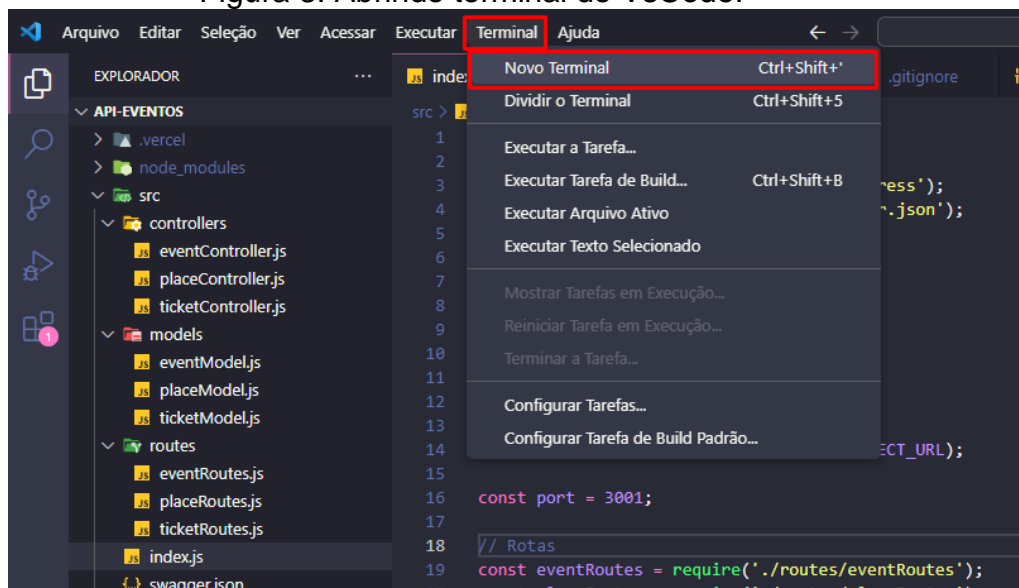 Arquivo Editar Seleção Ver Acessar Executar Terminal Ajuda
EXPLORADOR
API-EVENTOS
.vercel
node_modules
src
controllers
eventController.js
placeController.js
ticketController.js
models
eventModel.js
placeModel.js
ticketModel.js
routes
eventRoutes.js
placeRoutes.js
ticketRoutes.js
index.js
swagger.json
1
Novo Terminal Ctrl+Shift+'
Dividir o Terminal Ctrl+Shift+5
Executar a Tarefa...
Executar Tarefa de Build... Ctrl+Shift+B
Executar Arquivo Ativo
Executar Texto Selecionado
Mostrar Tarefas em Execução...
Reiniciar Tarefa em Execução...
Terminar a Tarefa...
Configurar Tarefas...
Configurar Tarefa de Build Padrão...
.gitignore
src >
1
2
3 ress');
4 r.json');
5
6
7
8
9
10
11
12
13
14 ECT_URL);
15
16 const port = 3001;
17
18 // Rotas
19 const eventRoutes = require('./routes/eventRoutes');